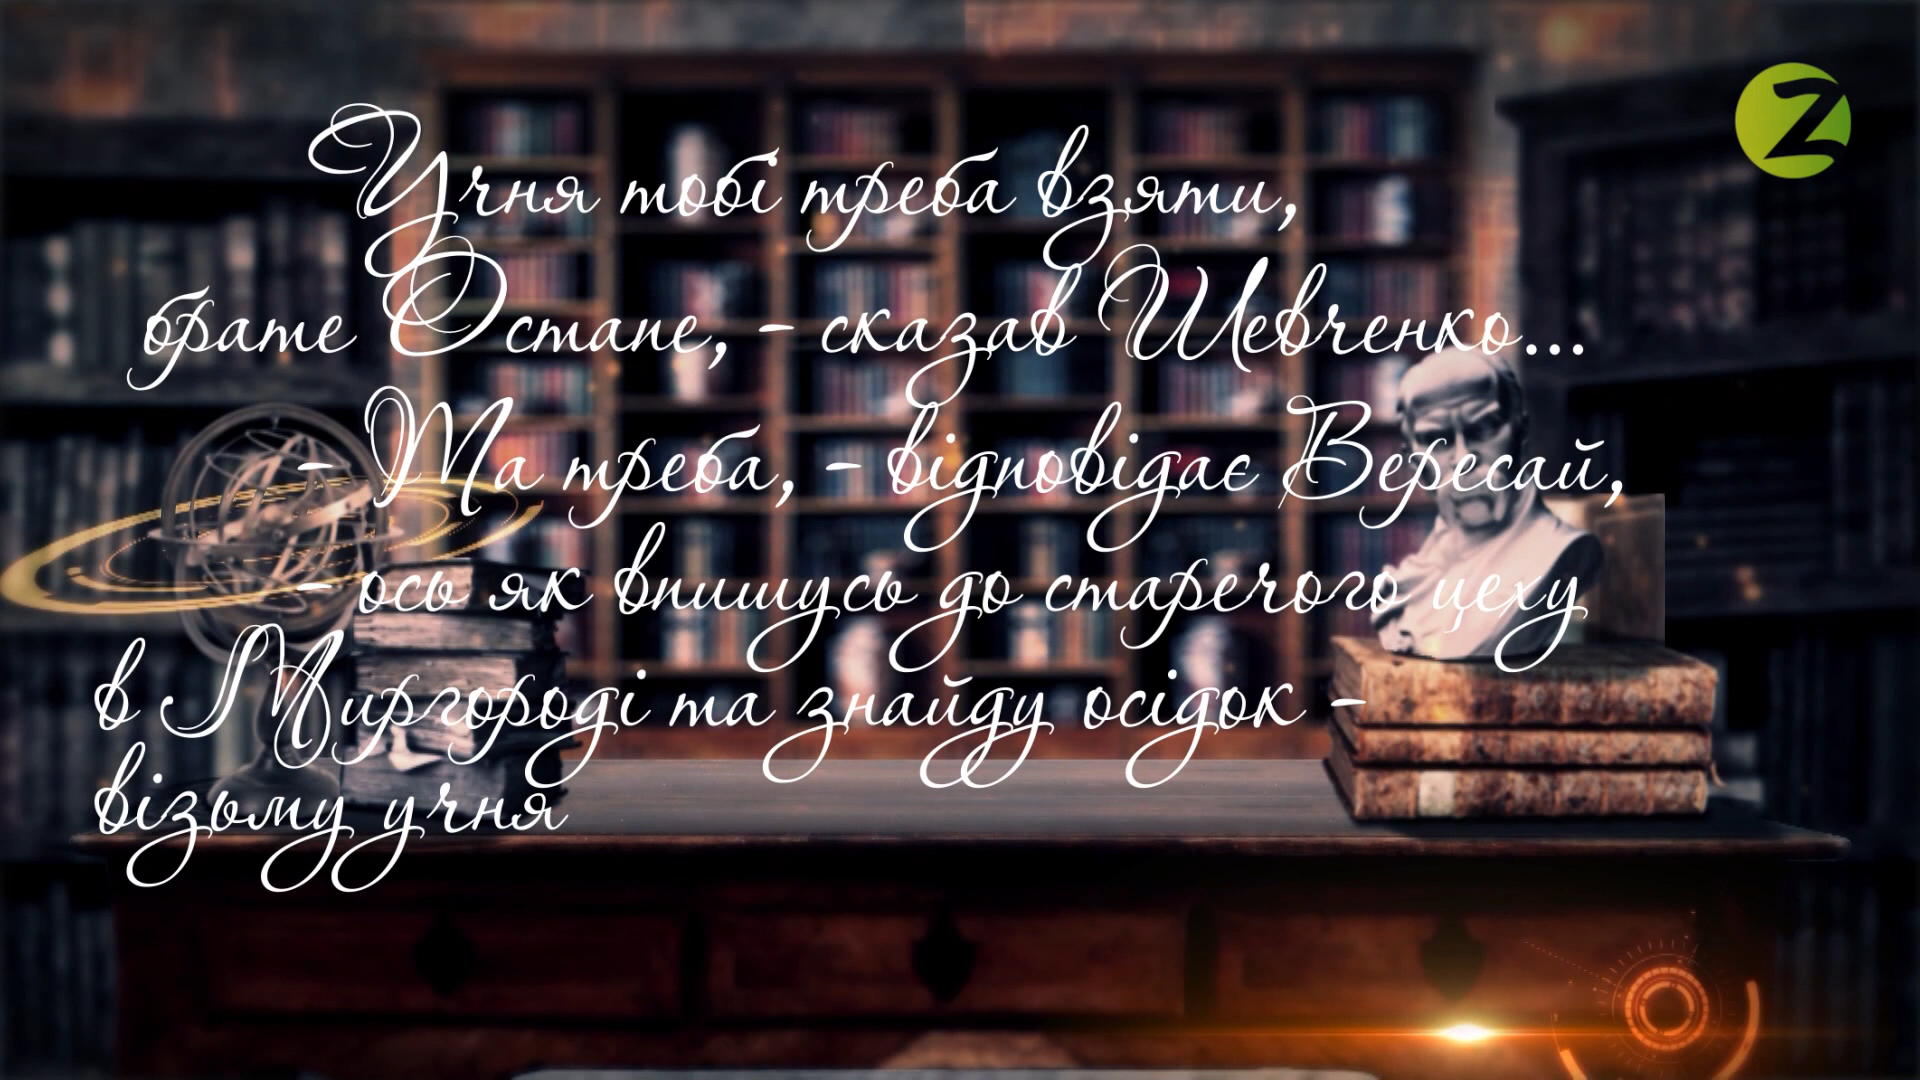 Учня тобі треба взяти,
брате Остапе, - сказав Шевченко...
- Та треба, - відповідає Вересай,
- ось як впишусь до старечого цеху
в Миргороді та знайду осідок -
візьму учня
Z